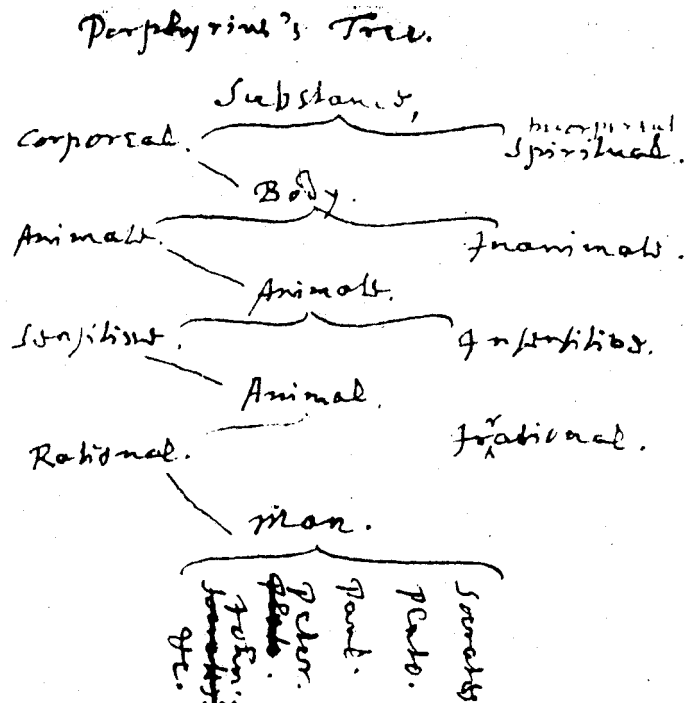 Porphyrius's Tree.
Substance,
Corporeal.
Incorporeal
Spiritual.
Body.
Animate.
Inanimate.
Animate.
Sensitive.
Insensitive.
Animal.
Rational.
Irrational.
Man.
Socrates
Plato.
Paul.
Peter.
John.
&c.